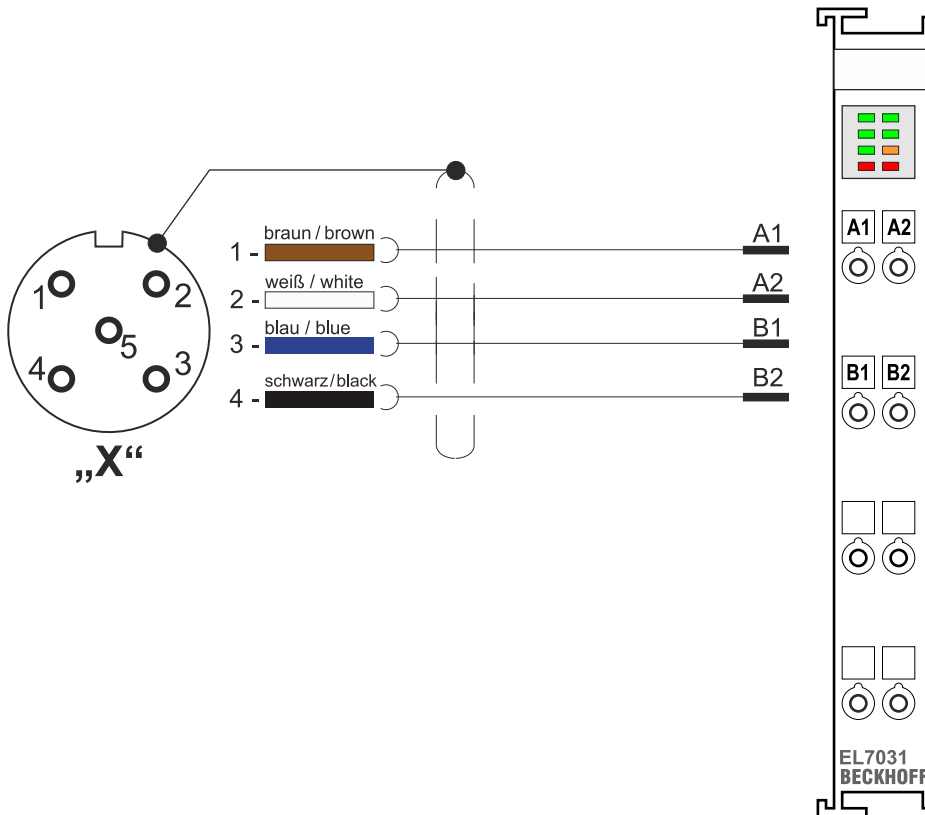 1
2
3
4
5
„X“
braun / brown
1 -
weiß / white
2 -
blau / blue
3 -
schwarz/black
4 -
A1
A2
B1
B2
A1 A2
B1 B2
EL7031
BECKHOFF